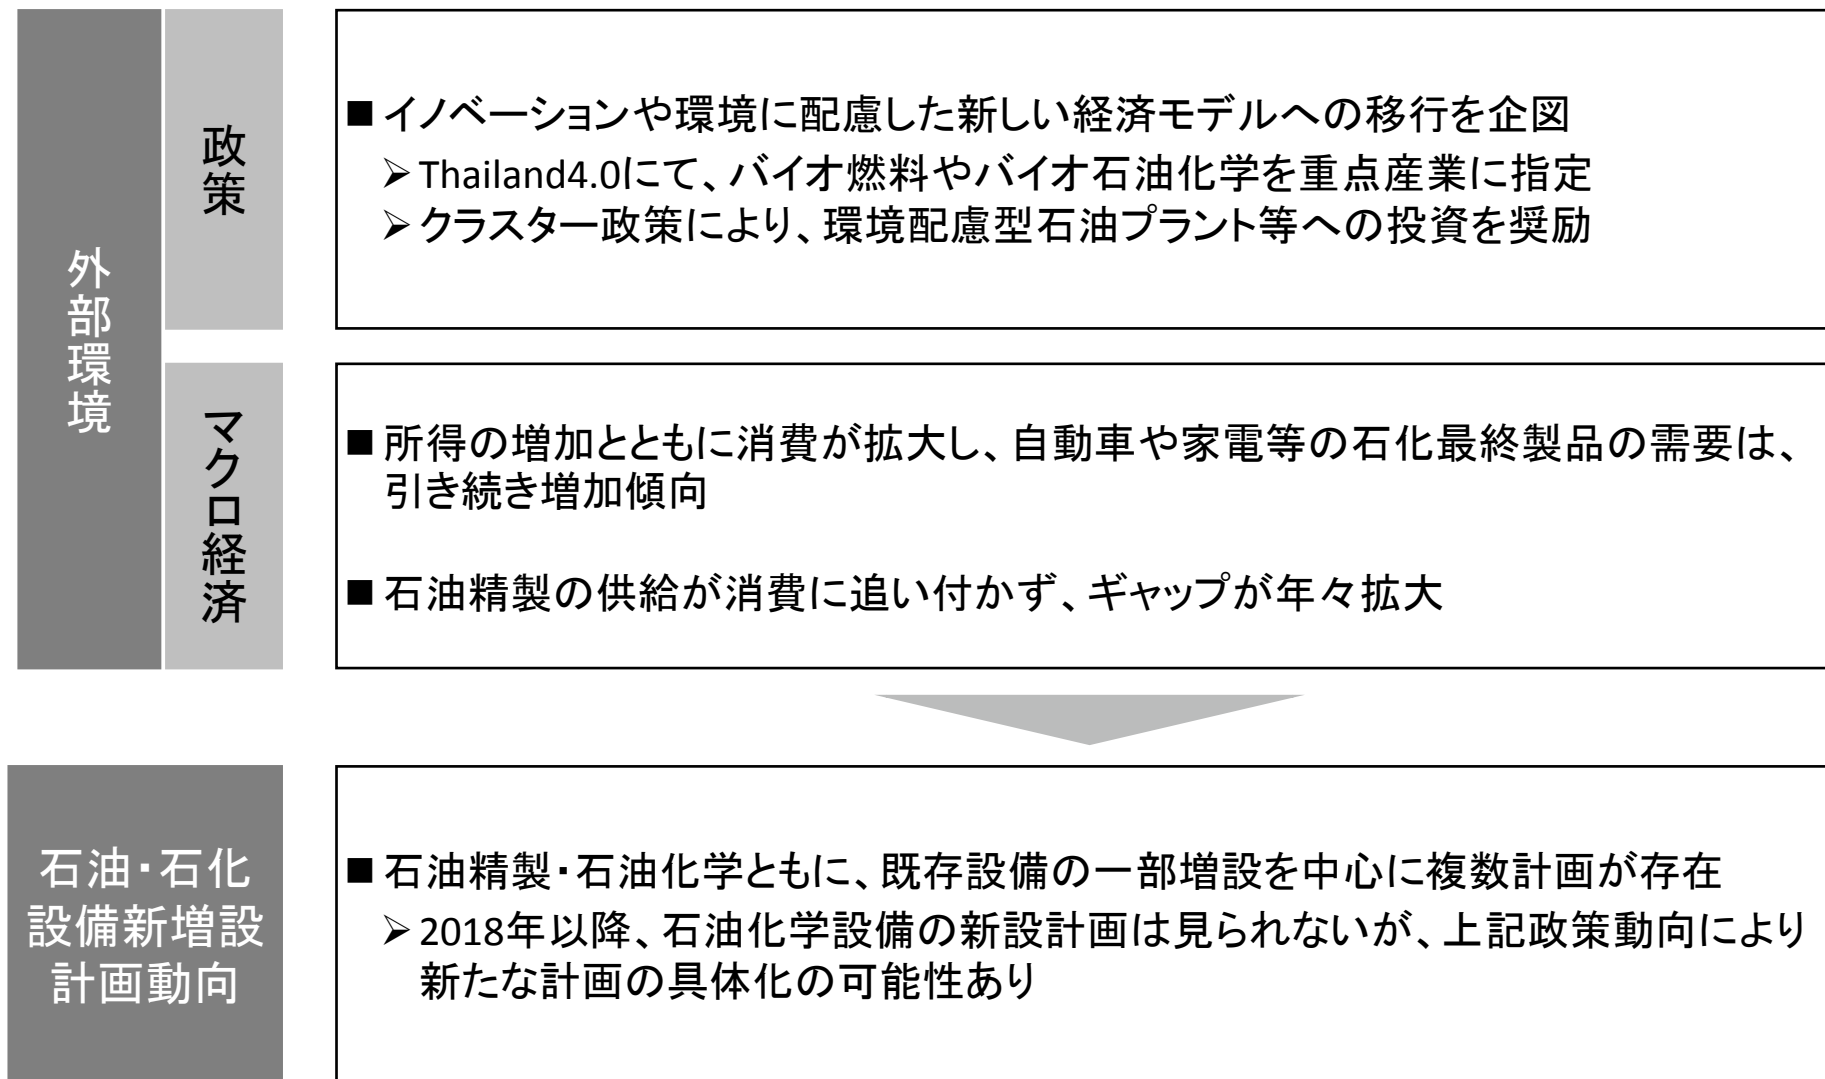 外部環境
政策
■ イノベーションや環境に配慮した新しい経済モデルへの移行を企図
➢ Thailand4.0にて、バイオ燃料やバイオ石油化学を重点産業に指定
➢ クラスター政策により、環境配慮型石油プラント等への投資を奨励
マクロ経済
■ 所得の増加とともに消費が拡大し、自動車や家電等の石化最終製品の需要は、
引き続き増加傾向
■ 石油精製の供給が消費に追い付かず、ギャップが年々拡大
石油・石化
設備新増設
計画動向
■ 石油精製・石油化学ともに、既存設備の一部増設を中心に複数計画が存在
➢ 2018年以降、石油化学設備の新設計画は見られないが、上記政策動向により
新たな計画の具体化の可能性あり